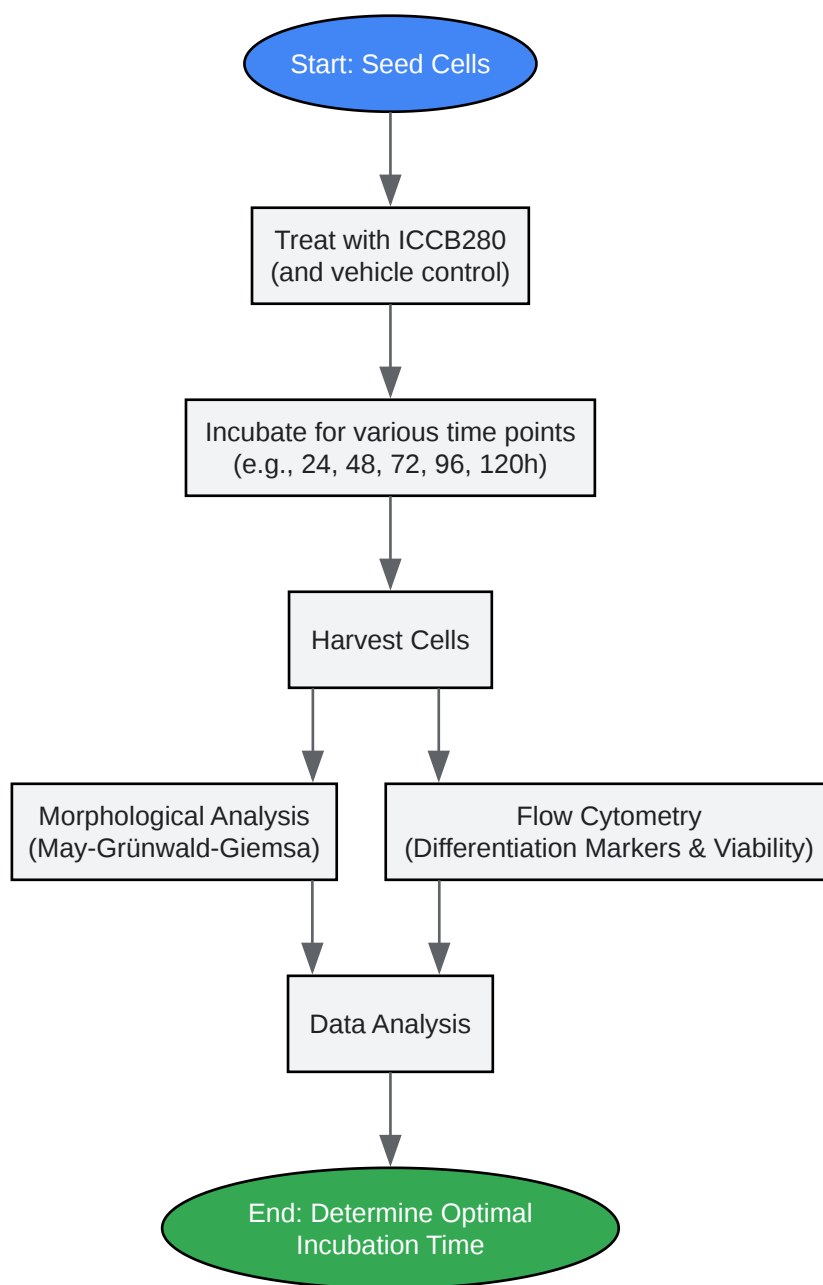 Start: Seed Cells
Treat with ICCB280
(and vehicle control)
Incubate for various time points
(e.g., 24, 48, 72, 96, 120h)
Harvest Cells
Morphological Analysis
(May-Grünwald-Giemsa)
Flow Cytometry
(Differentiation Markers & Viability)
Data Analysis
End: Determine Optimal
Incubation Time